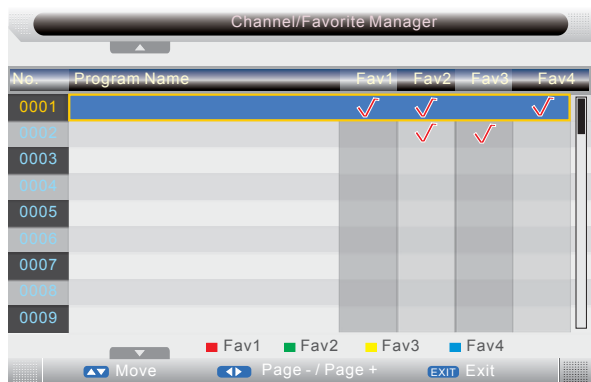 Channel/Favorite Manager
No. Program Name Fav1 Fav2 Fav3 Fav4
0001
0002
0003
0004
0005
0006
0007
0008
0009
Fav1 Fav2 Fav3 Fav4
Move Page - / Page + EXIT Exit